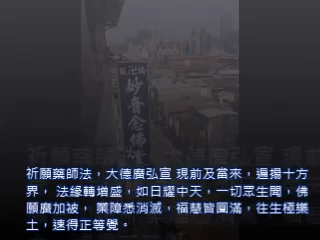 佛卍
妙音念佛
祈願藥師法,大德廣弘宣 現前及當來,遍揚十方
界, 法緣轉增盛,如日耀中天,一切眾生聞,佛
願廣加被, 業障悉消滅,福慧皆圓滿,往生極樂
土,速得正等覺。